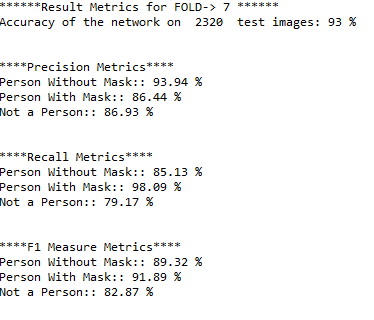 ******Result Metrics for FOLD-> 7 ******
Accuracy of the network on  2320  test images: 93 %
****Precision Metrics****
Person Without Mask:: 93.94 %
Person With Mask:: 86.44 %
Not a Person:: 86.93 %
****Recall Metrics****
Person Without Mask:: 85.13 %
Person With Mask:: 98.09 %
Not a Person:: 79.17 %
****F1 Measure Metrics****
Person Without Mask:: 89.32 %
Person With Mask:: 91.89 %
Not a Person:: 82.87 %